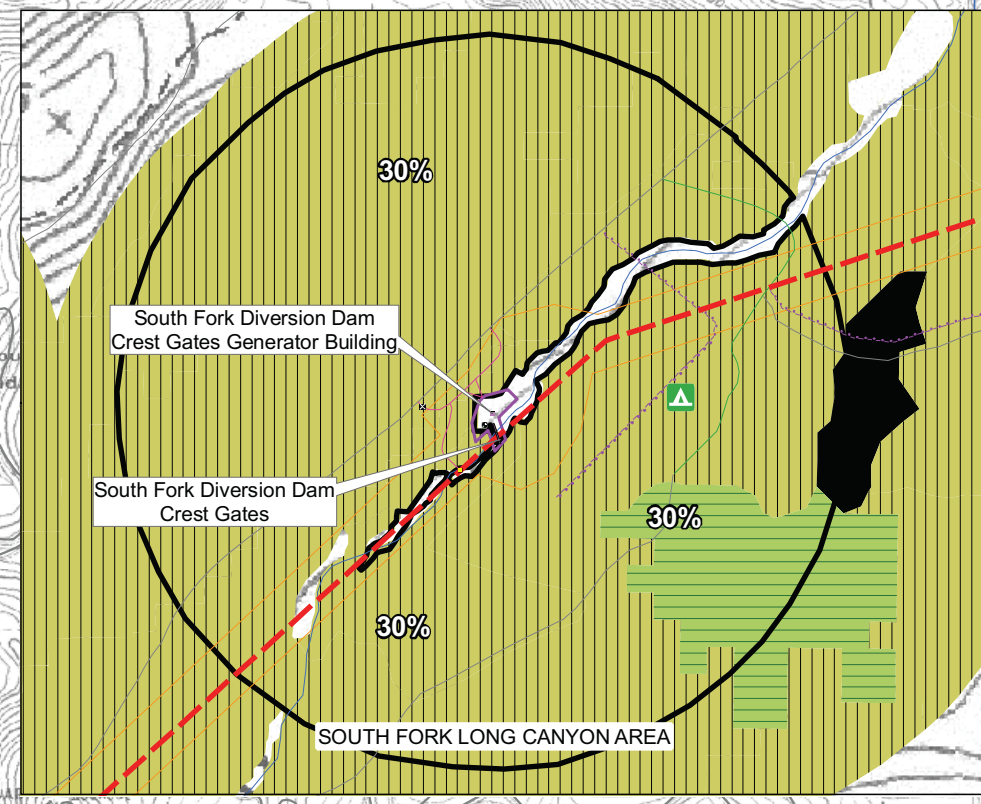 30%
South Fork Diversion Dam
Crest Gates Generator Building
South Fork Diversion Dam
Crest Gates
30%
30%
SOUTH FORK LONG CANYON AREA